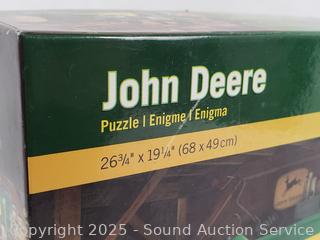 John Deere
Puzzle | Enigme | Enigma
26¾" x 19¼" (68 x 49cm)
Copyright 2025 - Sound Auction Service